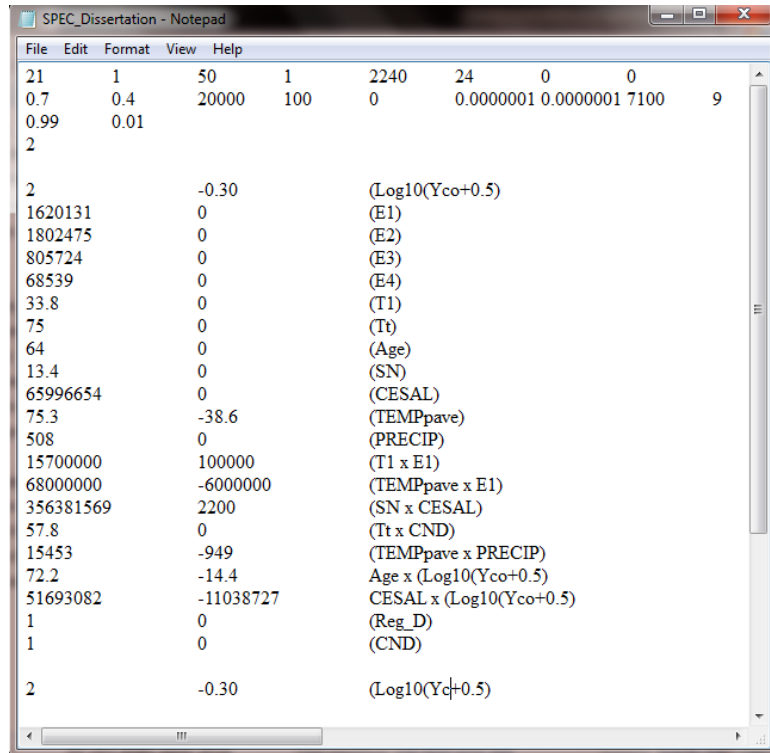 SPEC_Dissertation - Notepad
File Edit Format View Help
21 1 50 1 2240 24 0 0
0.7 0.4 20000 100 0 0.0000001 0.0000001 7100 9
0.99 0.01
2
2 -0.30 (Log10(Yco+0.5)
1620131 0 (E1)
1802475 0 (E2)
805724 0 (E3)
68539 0 (E4)
33.8 0 (T1)
75 0 (Tt)
64 0 (Age)
13.4 0 (SN)
65996654 0 (CESAL)
75.3 -38.6 (TEMPpave)
508 0 (PRECIP)
15700000 100000 (T1 x E1)
68000000 -6000000 (TEMPpave x E1)
356381569 2200 (SN x CESAL)
57.8 0 (Tt x CND)
15453 -949 (TEMPpave x PRECIP)
72.2 -14.4 Age x (Log10(Yco+0.5)
51693082 -11038727 CESAL x (Log10(Yco+0.5)
1 0 (Reg_D)
1 0 (CND)
2 -0.30 (Log10(Yc+0.5)